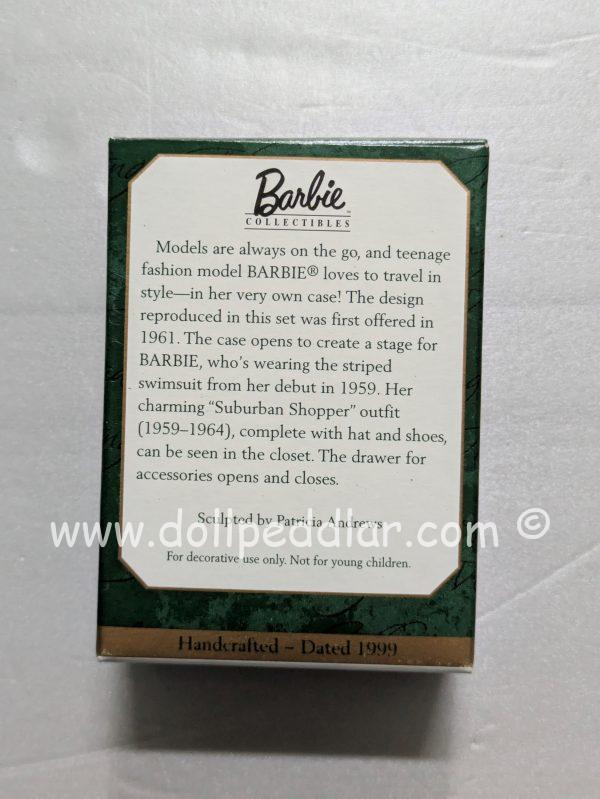 Barbie™
COLLECTIBLES
Models are always on the go, and teenage
fashion model BARBIE® loves to travel in
style—in her very own case! The design
reproduced in this set was first offered in
1961. The case opens to create a stage for
BARBIE, who's wearing the striped
swimsuit from her debut in 1959. Her
charming “Suburban Shopper” outfit
(1959–1964), complete with hat and shoes,
can be seen in the closet. The drawer for
accessories opens and closes.
Sculpted by Patricia Andrews
www.dollpeddlar.com ©
For decorative use only. Not for young children.
Handcrafted – Dated 1999